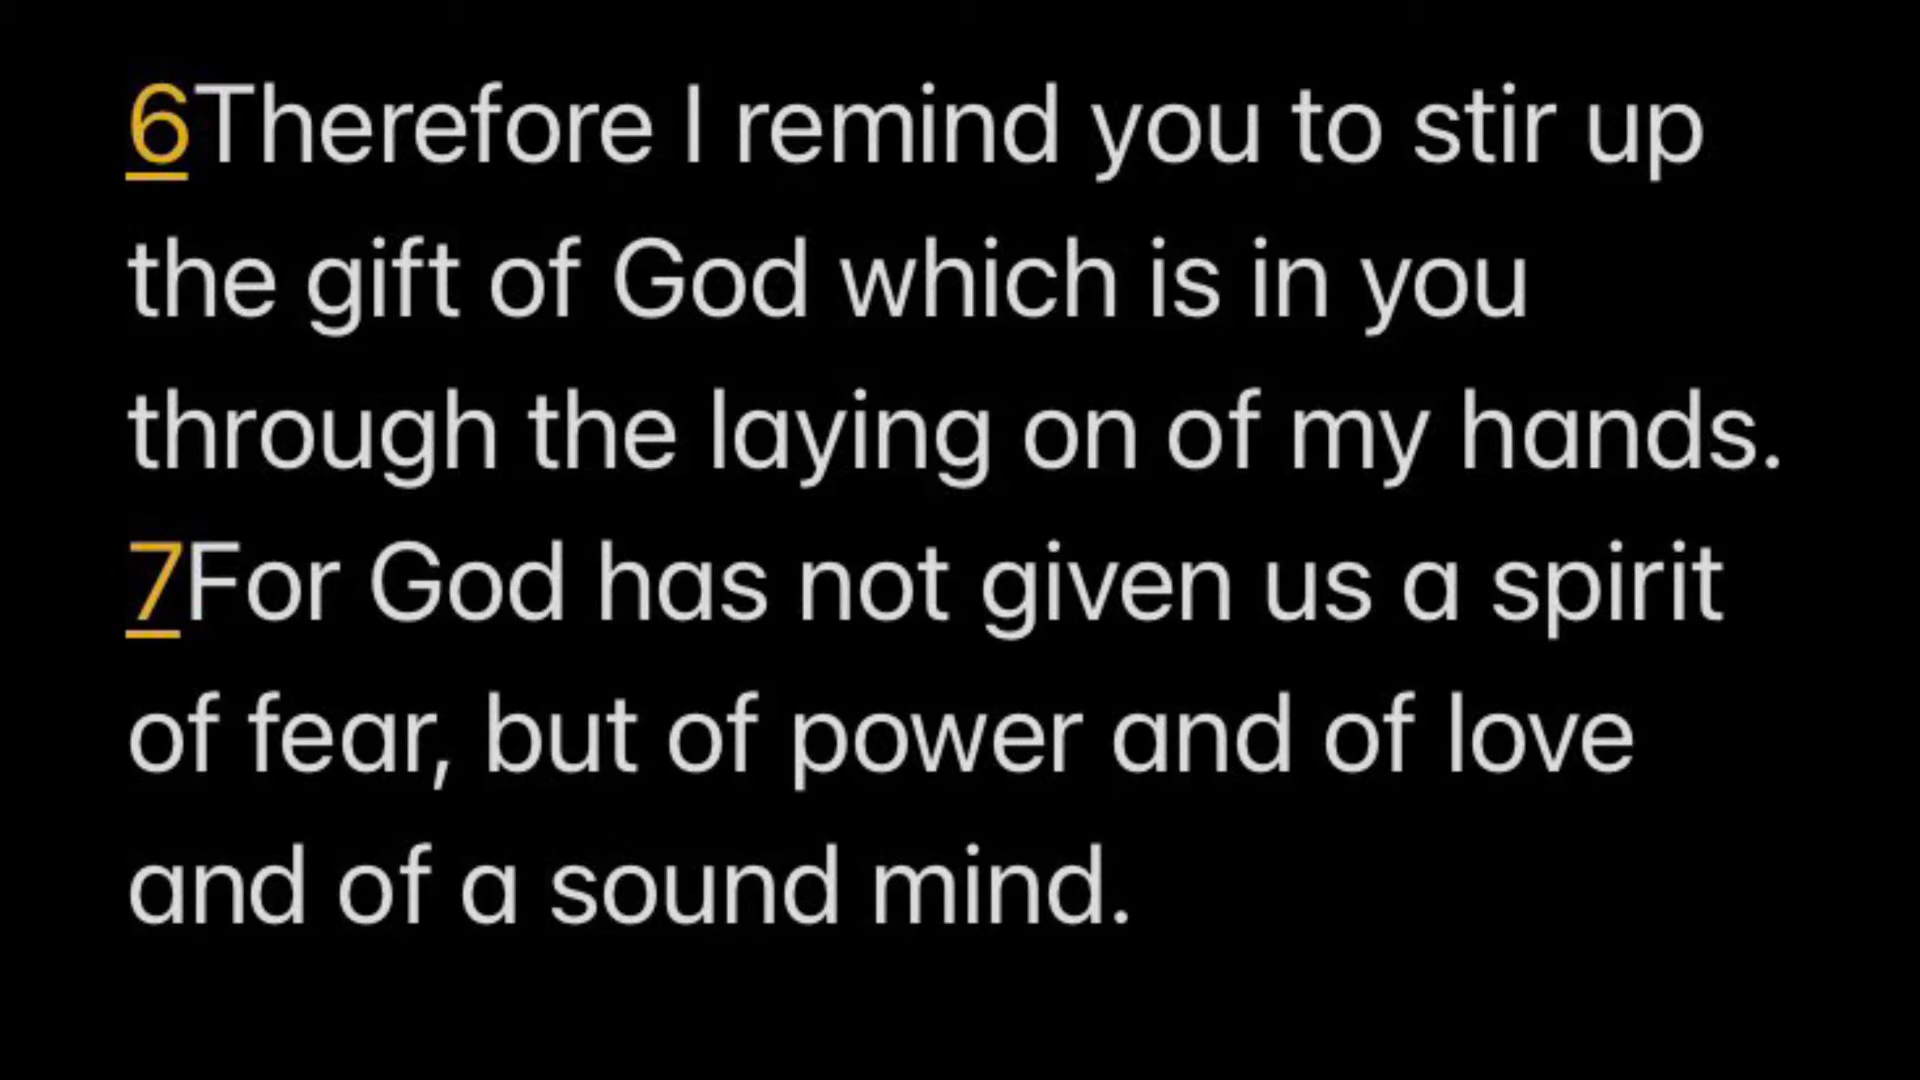 6Therefore I remind you to stir up
the gift of God which is in you
through the laying on of my hands.
7For God has not given us a spirit
of fear, but of power and of love
and of a sound mind.